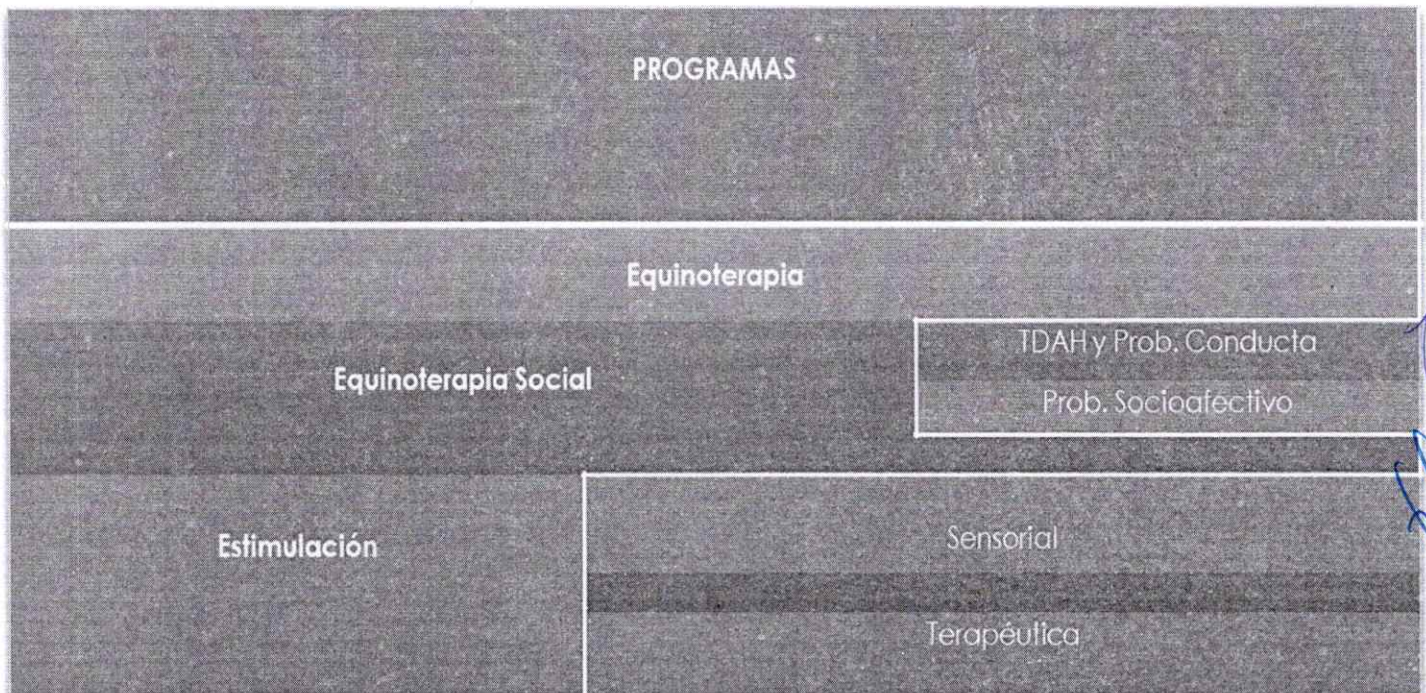 PROGRAMAS
Equinoterapia
TDAH y Prob. Conducta
Equinoterapia Social
Prob. Socioafectivo
Sensorial
Estimulación
Terapéutica